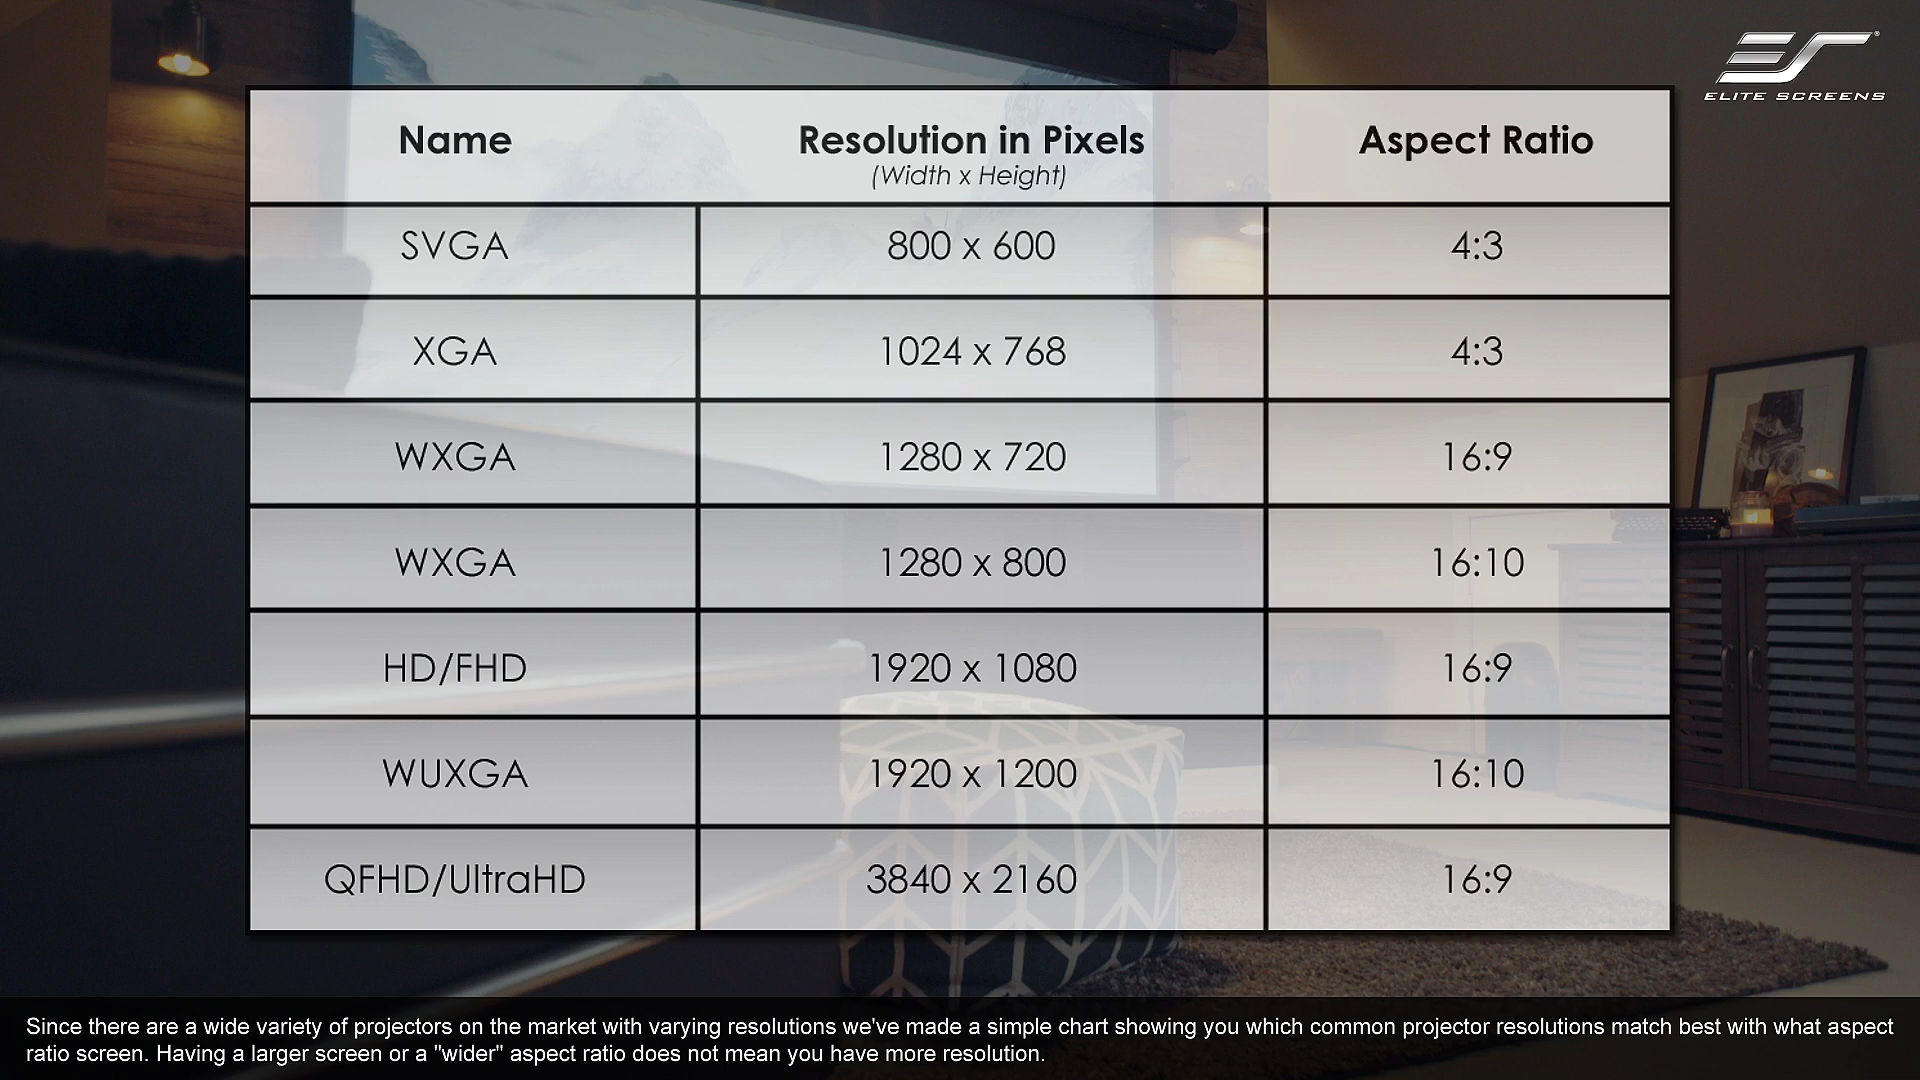 ES®
ELITE SCREENS
Name Resolution in Pixels Aspect Ratio
(Width x Height)
SVGA 800 x 600 4:3
XGA 1024 x 768 4:3
WXGA 1280 x 720 16:9
WXGA 1280 x 800 16:10
HD/FHD 1920 x 1080 16:9
WUXGA 1920 x 1200 16:10
QFHD/UltraHD 3840 x 2160 16:9
Since there are a wide variety of projectors on the market with varying resolutions we've made a simple chart showing you which common projector resolutions match best with what aspect
ratio screen. Having a larger screen or a "wider" aspect ratio does not mean you have more resolution.